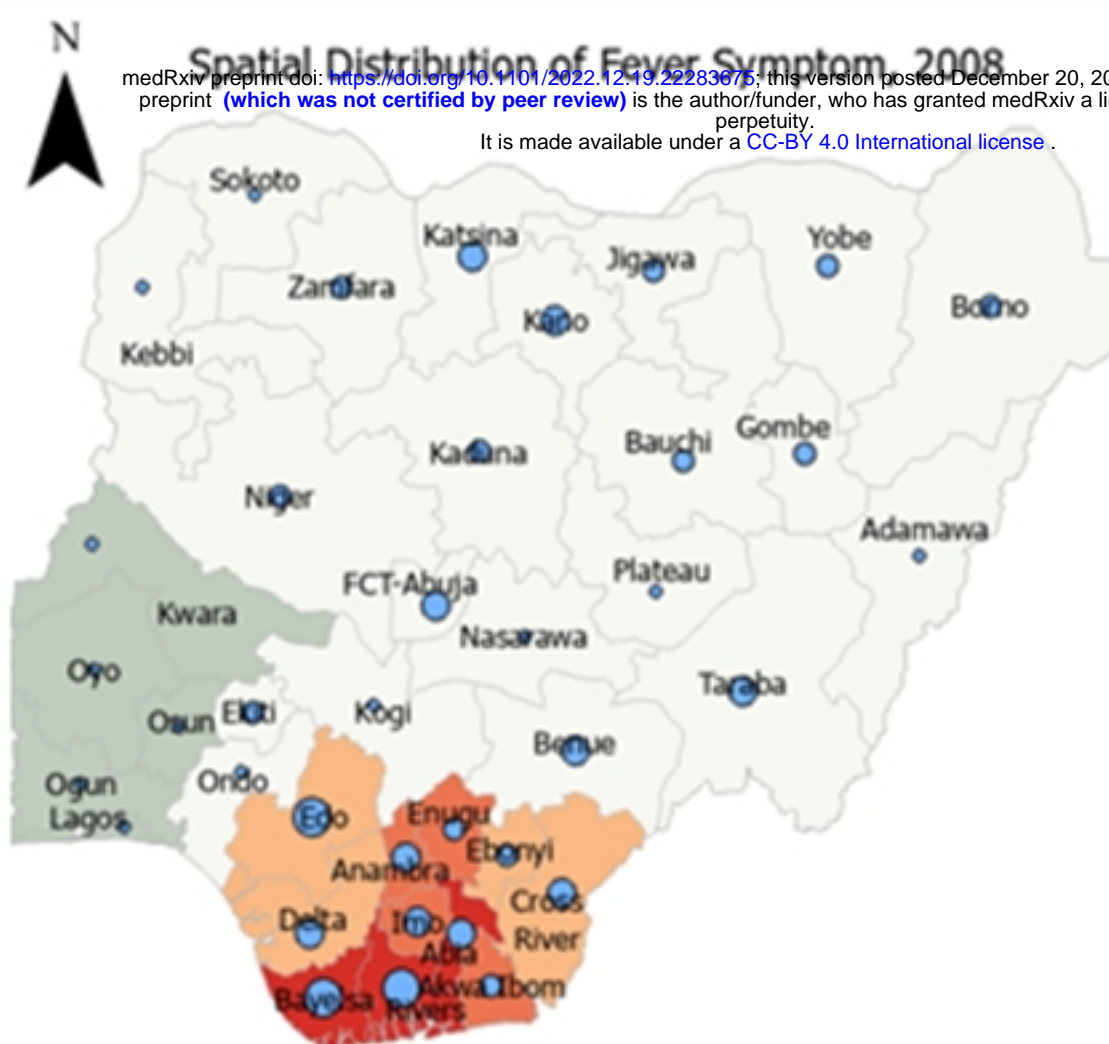 N
Spatial Distribution of Fever Symptom, 2008
medRxiv preprint doi: https://doi.org/10.1101/2022.12.19.22283675; this version posted December 20, 20
preprint (which was not certified by peer review) is the author/funder, who has granted medRxiv a li
perpetuity.
It is made available under a CC-BY 4.0 International license .
Sokoto
Katsina
Yobe
Jigawa
Zamfara
Borno
Kano
Kebbi
Gombe
Bauchi
Kaduna
Niger
Adamawa
Plateau
FCT-Abuja
Kwara
Nasarawa
Oyo
Taraba
Ekiti
Kogi
Osun
Benue
Ondo
Ogun
Lagos
Edo
Enugu
Ebonyi
Anambra
Cross
River
Delta
Imo
Abia
Akwa Ibom
Bayelsa
Rivers